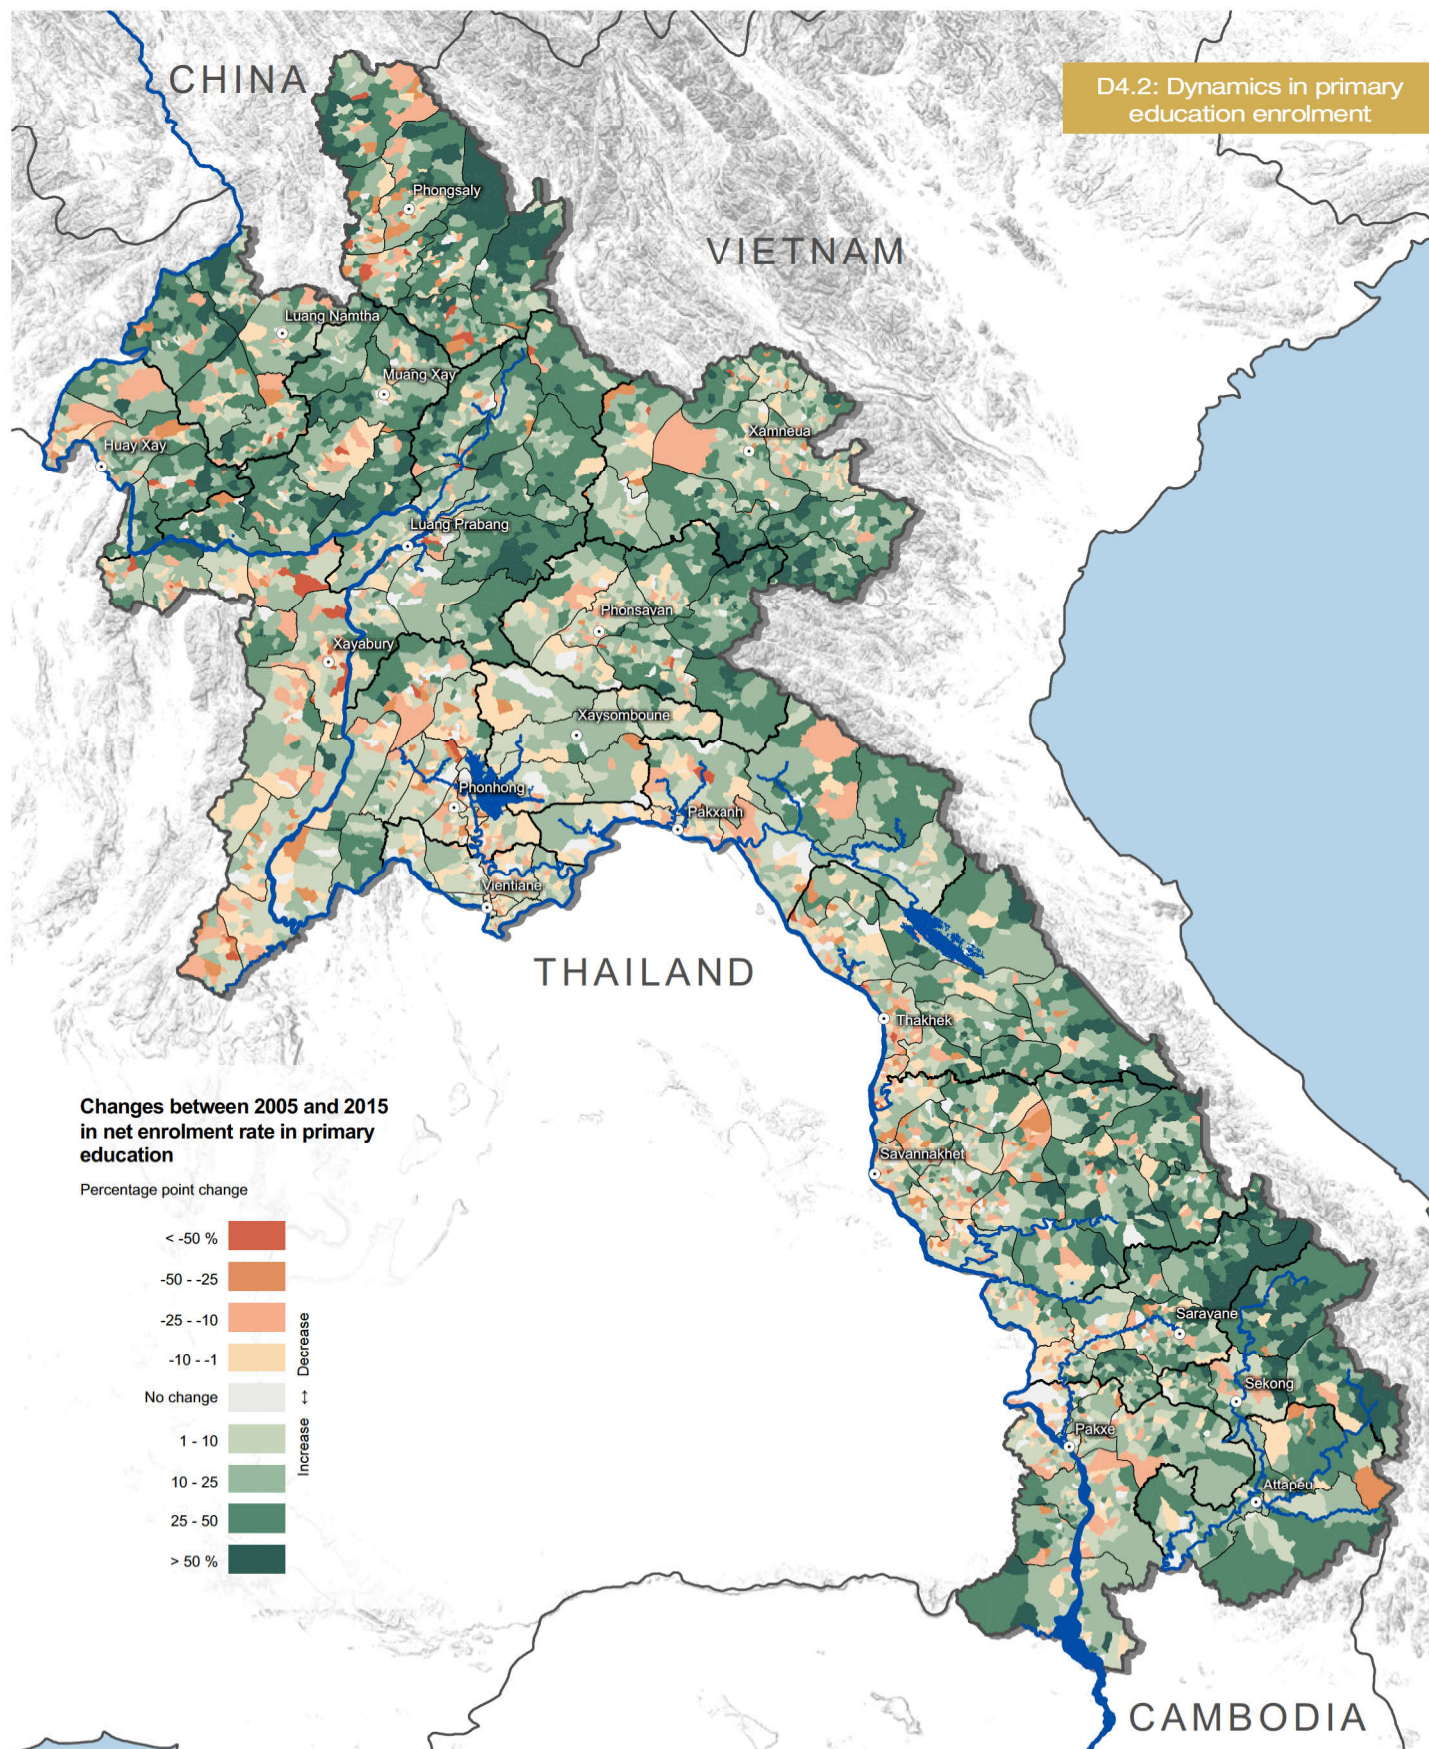 CHINA
D4.2: Dynamics in primary
education enrolment
Phongsaly
VIETNAM
Luang Namtha
Muang Xay
Xamneua
Huay Xay
Luang Prabang
Phonsavan
Xayabury
Xaysomboune
Phonhong
Pakxanh
Vientiane
THAILAND
Thakhek
Changes between 2005 and 2015
in net enrolment rate in primary
education
Percentage point change
< -50 %
-50 - -25
-25 - -10
-10 - -1
No change
1 - 10
10 - 25
25 - 50
> 50 %
Decrease
↔
Increase
Savannakhet
Saravane
Sekong
Pakxe
Attapeu
CAMBODIA